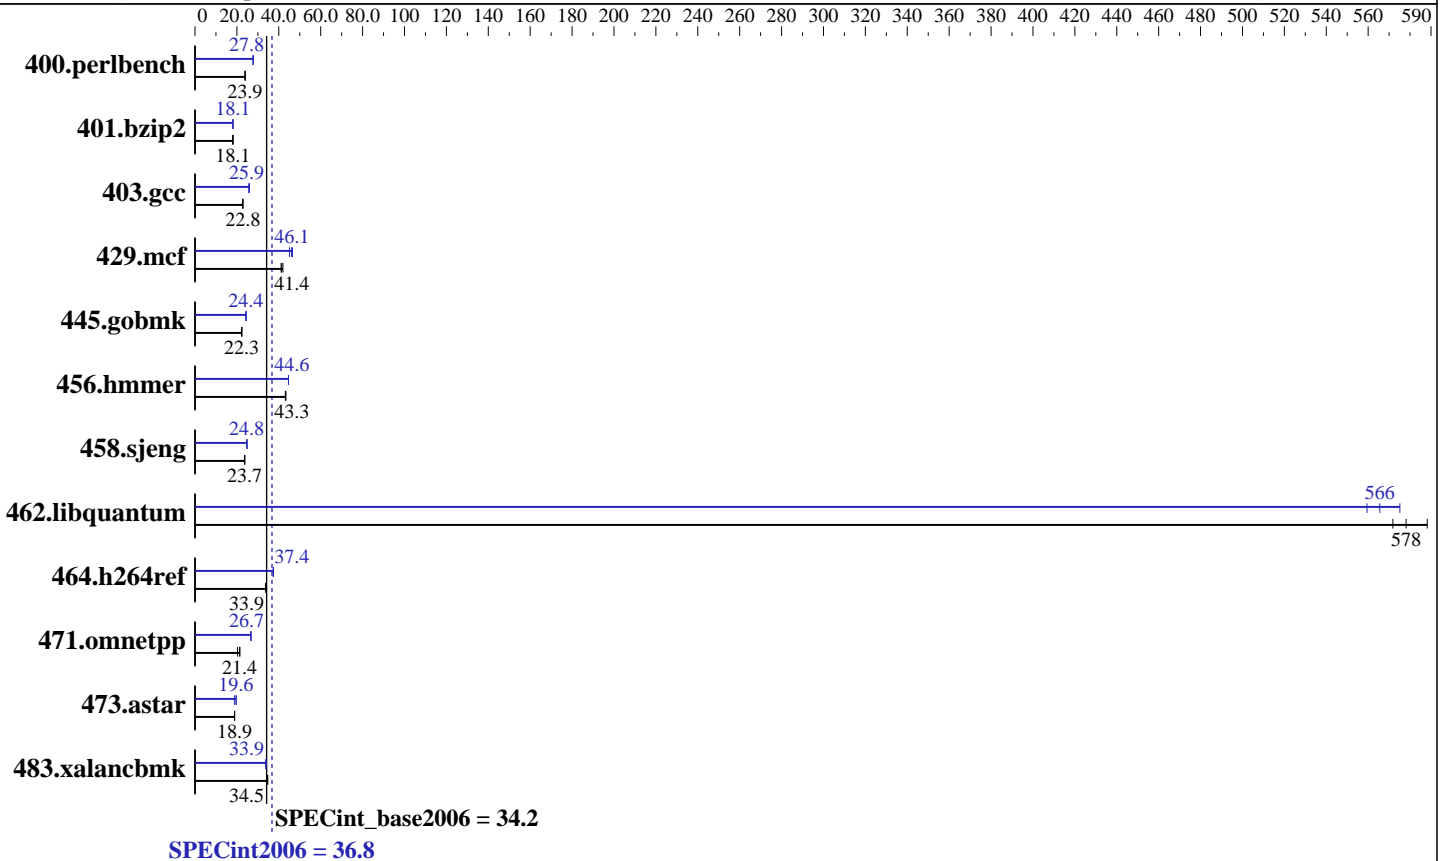 0 20.0 40.0 60.0 80.0 100 120 140 160 180 200 220 240 260 280 300 320 340 360 380 400 420 440 460 480 500 520 540 560 590
27.8
400.perlbench
23.9
18.1
401.bzip2
18.1
25.9
403.gcc
22.8
46.1
429.mcf
41.4
24.4
445.gobmk
22.3
44.6
456.hmmer
43.3
24.8
458.sjeng
23.7
566
462.libquantum
578
37.4
464.h264ref
33.9
26.7
471.omnetpp
21.4
19.6
473.astar
18.9
33.9
483.xalancbmk
34.5
SPECint_base2006 = 34.2
SPECint2006 = 36.8